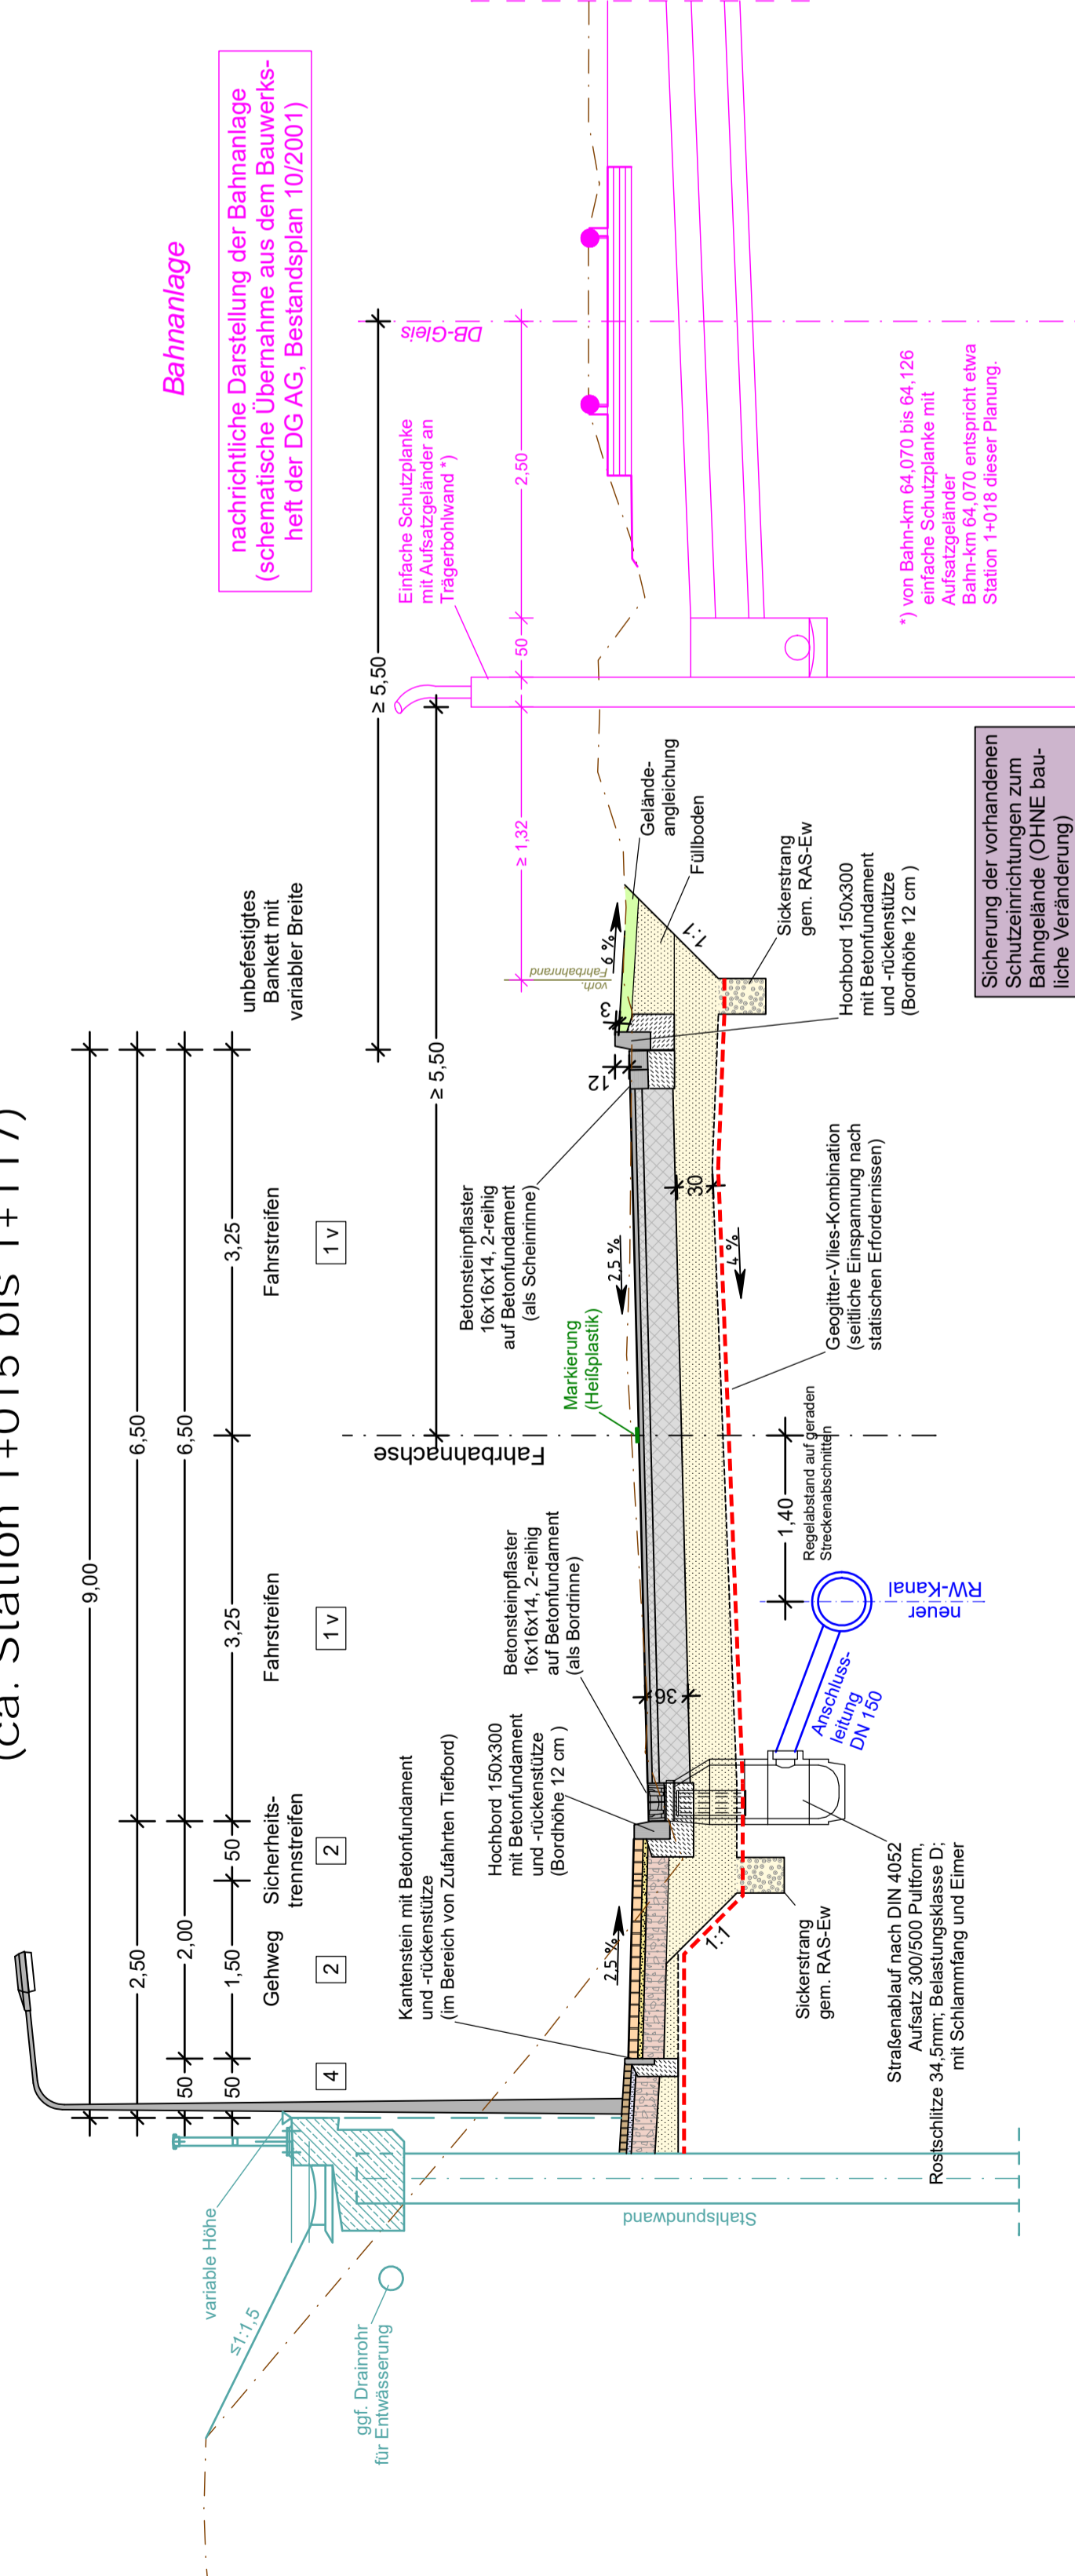 (ca. Station 1+015 bis 1+117)
9,00
2,50
6,50
50
2,00
6,50
50
1,50
50
3,25
3,25
Gehweg
Sicherheits-
trennstreifen
Fahrstreifen
Fahrstreifen
unbefestigtes
Bankett mit
variabler Breite
4
2
2
1 v
1 v
Bahnanlage
nachrichtliche Darstellung der Bahnanlage
(schematische Übernahme aus dem Bauwerks-
heft der DG AG, Bestandsplan 10/2001)
≥ 5,50
≥ 5,50
DB-Gleis
Einfache Schutzplanke
mit Aufsatzgeländer an
Trägerbohlwand *)
≥ 1,32
50
2,50
variable Höhe
≤1:1,5
ggf. Drainrohr
für Entwässerung
Stahlspundwand
Kantenstein mit Betonfundament
und -rückenstütze
(im Bereich von Zufahrten Tiefbord)
Hochbord 150x300
mit Betonfundament
und -rückenstütze
(Bordhöhe 12 cm )
Betonsteinpflaster
16x16x14, 2-reihig
auf Betonfundament
(als Bordrinne)
Fahrbahnachse
Markierung
(Heißplastik)
Betonsteinpflaster
16x16x14, 2-reihig
auf Betonfundament
(als Scheinrinne)
12
3
vorh.
Fahrbahnrand
6 %
Gelände-
angleichung
Füllboden
2,5 %
2,5 %
1:1
1:1
36
30
4 %
Sickerstrang
gem. RAS-Ew
Sickerstrang
gem. RAS-Ew
Hochbord 150x300
mit Betonfundament
und -rückenstütze
(Bordhöhe 12 cm )
Geogitter-Vlies-Kombination
(seitliche Einspannung nach
statischen Erfordernissen)
1,40
Regelabstand auf geraden
Streckenabschnitten
neuer
RW-Kanal
Anschluss-
leitung
DN 150
Straßenablauf nach DIN 4052
Aufsatz 300/500 Pultform,
Rostschlitze 34,5mm; Belastungsklasse D;
mit Schlammfang und Eimer
*) von Bahn-km 64,070 bis 64,126
einfache Schutzplanke mit
Aufsatzgeländer
Bahn-km 64,070 entspricht etwa
Station 1+018 dieser Planung.
Sicherung der vorhandenen
Schutzeinrichtungen zum
Bahngelände (OHNE bau-
liche Veränderung)